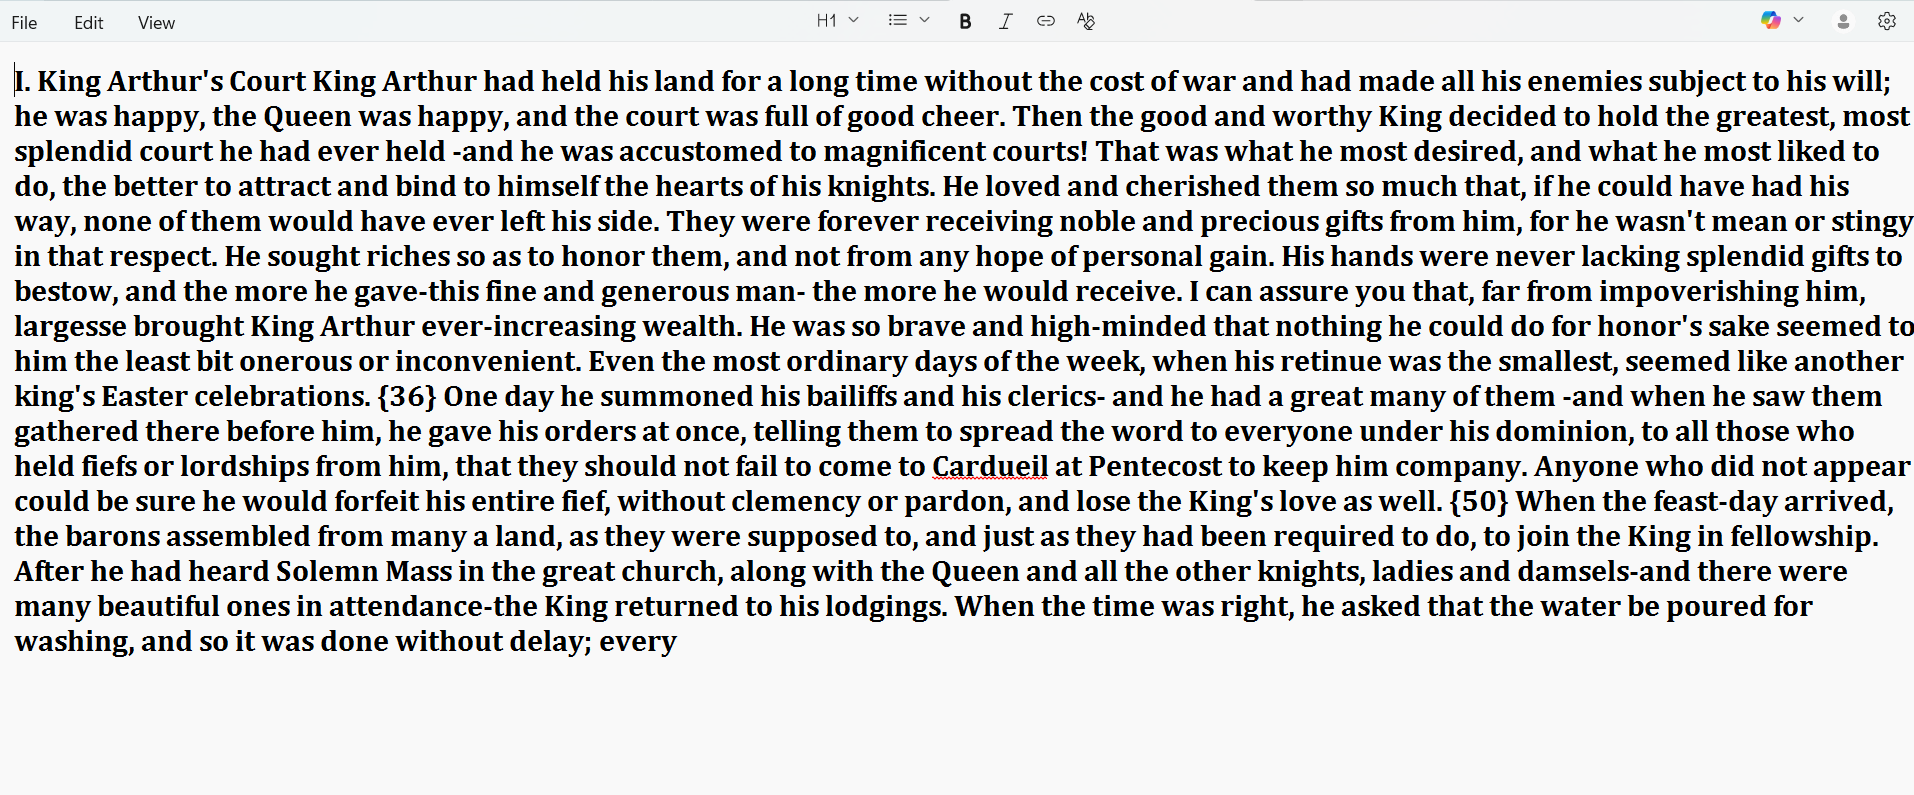 File Edit View H1 B I
I. King Arthur's Court King Arthur had held his land for a long time without the cost of war and had made all his enemies subject to his will;
he was happy, the Queen was happy, and the court was full of good cheer. Then the good and worthy King decided to hold the greatest, most
splendid court he had ever held -and he was accustomed to magnificent courts! That was what he most desired, and what he most liked to
do, the better to attract and bind to himself the hearts of his knights. He loved and cherished them so much that, if he could have had his
way, none of them would have ever left his side. They were forever receiving noble and precious gifts from him, for he wasn't mean or stingy
in that respect. He sought riches so as to honor them, and not from any hope of personal gain. His hands were never lacking splendid gifts to
bestow, and the more he gave-this fine and generous man- the more he would receive. I can assure you that, far from impoverishing him,
largesse brought King Arthur ever-increasing wealth. He was so brave and high-minded that nothing he could do for honor's sake seemed to
him the least bit onerous or inconvenient. Even the most ordinary days of the week, when his retinue was the smallest, seemed like another
king's Easter celebrations. {36} One day he summoned his bailiffs and his clerics- and he had a great many of them -and when he saw them
gathered there before him, he gave his orders at once, telling them to spread the word to everyone under his dominion, to all those who
held fiefs or lordships from him, that they should not fail to come to Cardueil at Pentecost to keep him company. Anyone who did not appear
could be sure he would forfeit his entire fief, without clemency or pardon, and lose the King's love as well. {50} When the feast-day arrived,
the barons assembled from many a land, as they were supposed to, and just as they had been required to do, to join the King in fellowship.
After he had heard Solemn Mass in the great church, along with the Queen and all the other knights, ladies and damsels-and there were
many beautiful ones in attendance-the King returned to his lodgings. When the time was right, he asked that the water be poured for
washing, and so it was done without delay; every